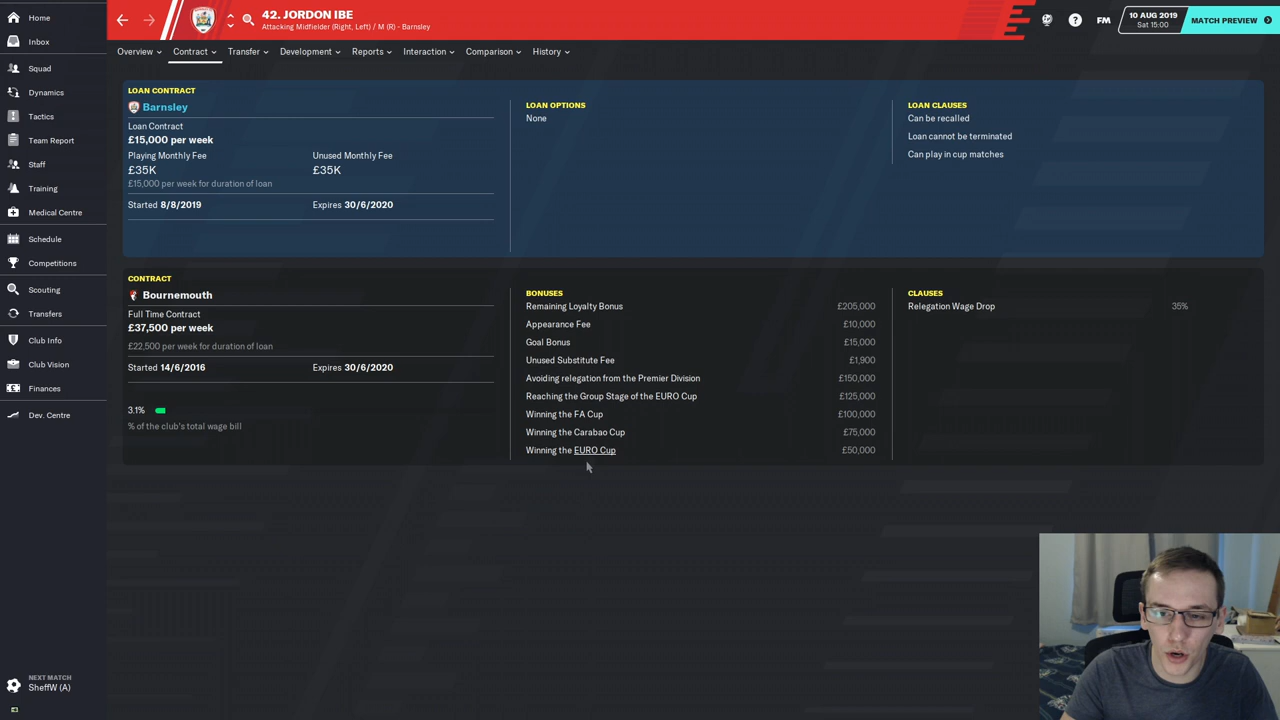 Home
Inbox
Squad
Dynamics
Tactics
Team Report
Staff
Training
Medical Centre
Schedule
Competitions
Scouting
Transfers
Club Info
Club Vision
Finances
Dev. Centre
NEXT MATCH
SheffW (A)
42. JORDON IBE
Attacking Midfielder (Right, Left) / M (R) - Barnsley
?
FM
10 AUG 2019
Sat 15:00
MATCH PREVIEW
Overview Contract Transfer Development Reports Interaction Comparison History
LOAN CONTRACT
Barnsley
Loan Contract
£15,000 per week
Playing Monthly Fee Unused Monthly Fee
£35K £35K
£15,000 per week for duration of loan
Started 8/8/2019 Expires 30/6/2020
LOAN OPTIONS
None
LOAN CLAUSES
Can be recalled
Loan cannot be terminated
Can play in cup matches
CONTRACT
Bournemouth
Full Time Contract
£37,500 per week
£22,500 per week for duration of loan
Started 14/6/2016 Expires 30/6/2020
3.1%
% of the club's total wage bill
BONUSES
Remaining Loyalty Bonus £205,000
Appearance Fee £10,000
Goal Bonus £15,000
Unused Substitute Fee £1,900
Avoiding relegation from the Premier Division £150,000
Reaching the Group Stage of the EURO Cup £125,000
Winning the FA Cup £100,000
Winning the Carabao Cup £75,000
Winning the EURO Cup £50,000
CLAUSES
Relegation Wage Drop 35%